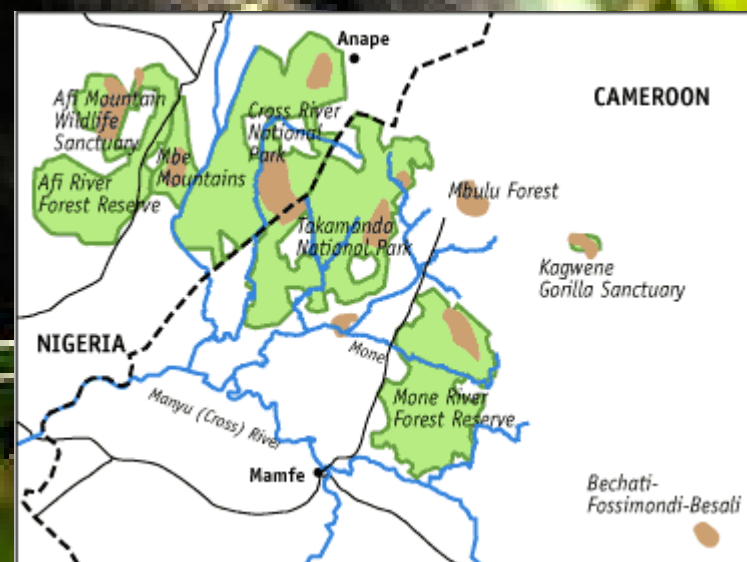 Anape
CAMEROON
Afi Mountain
Wildlife
Sanctuary
Cross River
National
Park
Mbe
Mountains
Afi River
Forest Reserve
Mbulu Forest
Takamanda
National Park
Kagwene
Gorilla Sanctuary
NIGERIA
Mone
Mone River
Forest Reserve
Manyu (Cross) River
Mamfe
Bechati-
Fossimondi-Besali